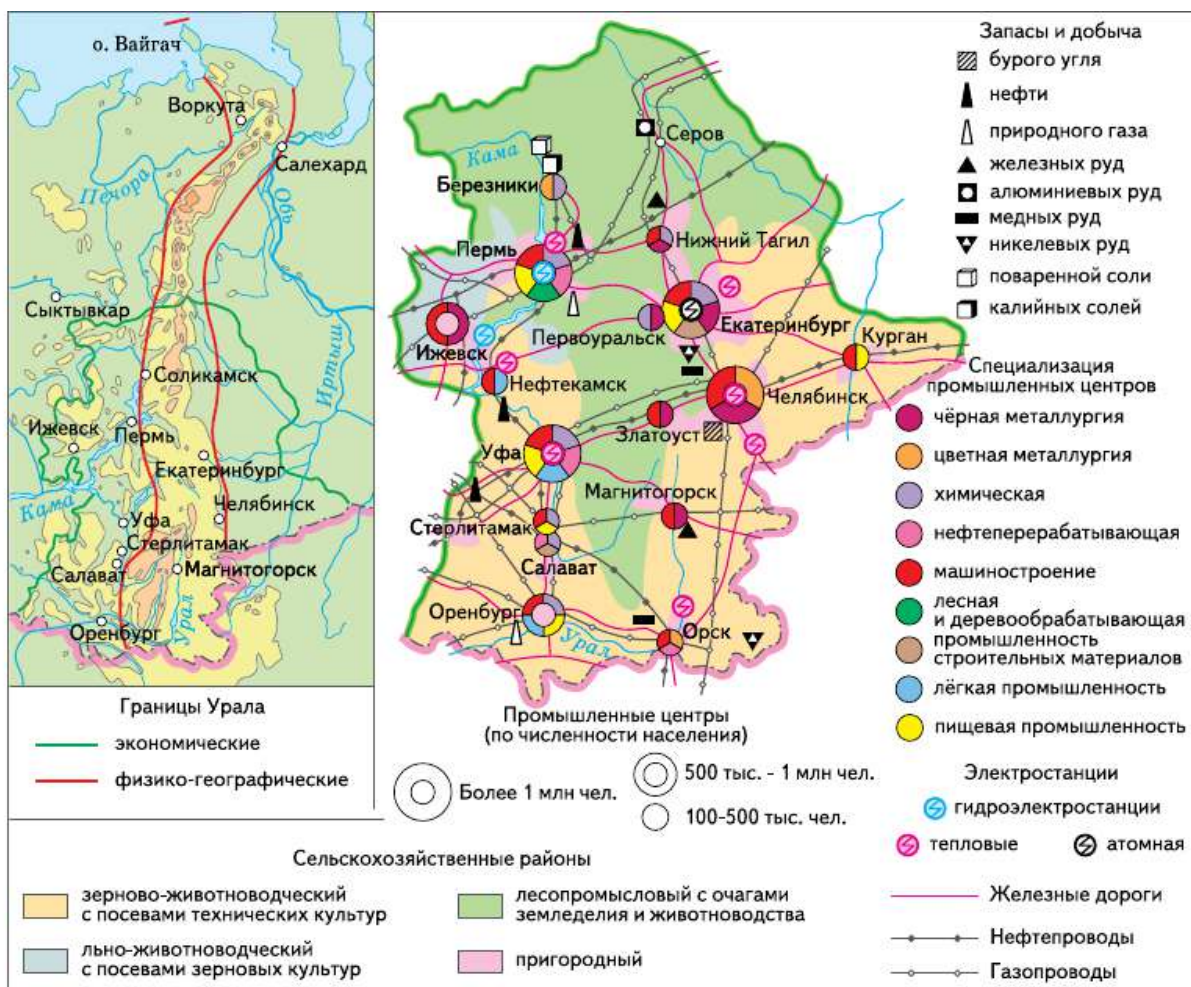 о. Вайгач
Воркута
Салехард
Печора
Обь
Сыктывкар
Иртыш
Соликамск
Ижевск
Пермь
Екатеринбург
Кама
Челябинск
Уфа
Стерлитамак
Салават
Магнитогорск
Оренбург
Урал
Границы Урала
экономические
физико-географические
Серов
Кама
Березники
Пермь
Нижний Тагил
Екатеринбург
Первоуральск
Курган
Ижевск
Нефтекамск
Челябинск
Златоуст
Уфа
Магнитогорск
Стерлитамак
Салават
Оренбург
Урал
Орск
Промышленные центры
(по численности населения)
Более 1 млн чел.
500 тыс. - 1 млн чел.
100-500 тыс. чел.
Запасы и добыча
бурого угля
нефти
природного газа
железных руд
алюминиевых руд
медных руд
никелевых руд
поваренной соли
калийных солей
Специализация
промышленных центров
чёрная металлургия
цветная металлургия
химическая
нефтеперерабатывающая
машиностроение
лесная
и деревообрабатывающая
промышленность
строительных материалов
лёгкая промышленность
пищевая промышленность
Электростанции
гидроэлектростанции
тепловые
атомная
Железные дороги
Нефтепроводы
Газопроводы
Сельскохозяйственные районы
зерново-животноводческий
с посевами технических культур
льно-животноводческий
с посевами зерновых культур
лесопромысловый с очагами
земледелия и животноводства
пригородный